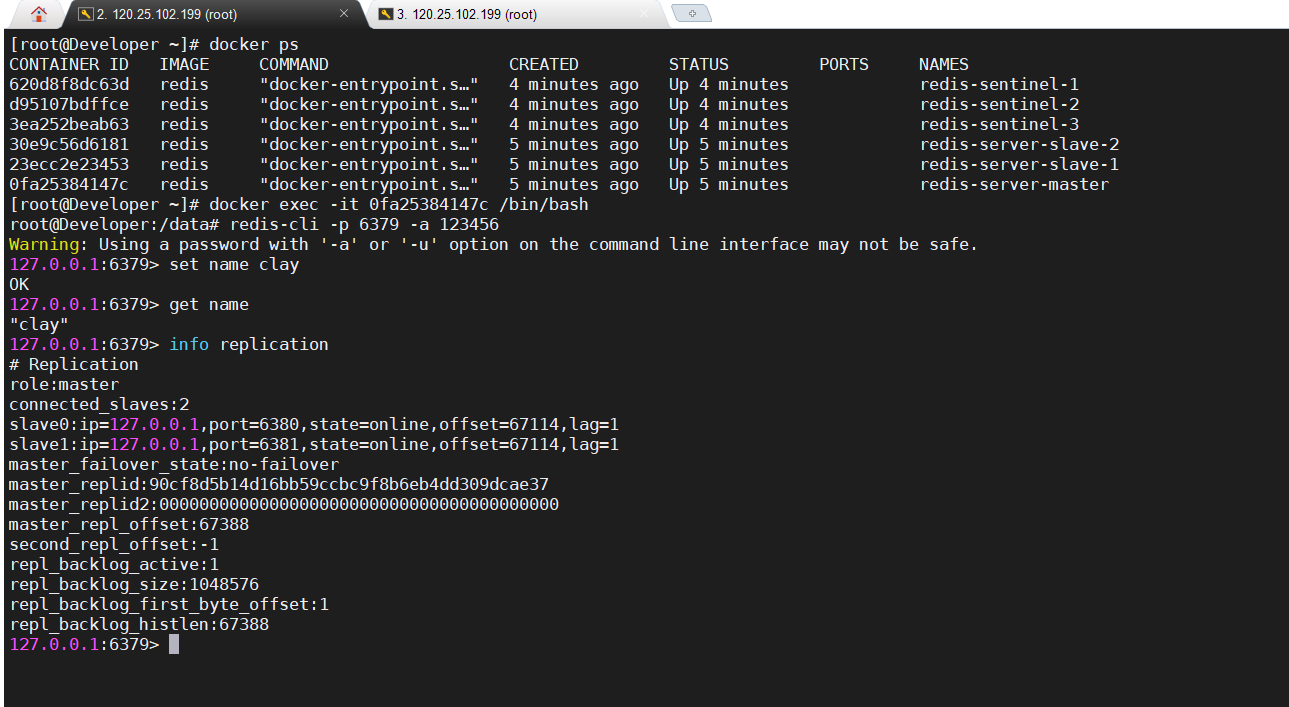 2. 120.25.102.199 (root)
3. 120.25.102.199 (root)
[root@Developer ~]# docker ps
CONTAINER ID   IMAGE     COMMAND                  CREATED         STATUS         PORTS     NAMES
620d8f8dc63d   redis     "docker-entrypoint.s…"   4 minutes ago   Up 4 minutes             redis-sentinel-1
d95107bdffce   redis     "docker-entrypoint.s…"   4 minutes ago   Up 4 minutes             redis-sentinel-2
3ea252beab63   redis     "docker-entrypoint.s…"   4 minutes ago   Up 4 minutes             redis-sentinel-3
30e9c56d6181   redis     "docker-entrypoint.s…"   5 minutes ago   Up 5 minutes             redis-server-slave-2
23ecc2e23453   redis     "docker-entrypoint.s…"   5 minutes ago   Up 5 minutes             redis-server-slave-1
0fa25384147c   redis     "docker-entrypoint.s…"   5 minutes ago   Up 5 minutes             redis-server-master
[root@Developer ~]# docker exec -it 0fa25384147c /bin/bash
root@Developer:/data# redis-cli -p 6379 -a 123456
Warning: Using a password with '-a' or '-u' option on the command line interface may not be safe.
127.0.0.1:6379> set name clay
OK
127.0.0.1:6379> get name
"clay"
127.0.0.1:6379> info replication
# Replication
role:master
connected_slaves:2
slave0:ip=127.0.0.1,port=6380,state=online,offset=67114,lag=1
slave1:ip=127.0.0.1,port=6381,state=online,offset=67114,lag=1
master_failover_state:no-failover
master_replid:90cf8d5b14d16bb59ccbc9f8b6eb4dd309dcae37
master_replid2:0000000000000000000000000000000000000000
master_repl_offset:67388
second_repl_offset:-1
repl_backlog_active:1
repl_backlog_size:1048576
repl_backlog_first_byte_offset:1
repl_backlog_histlen:67388
127.0.0.1:6379>